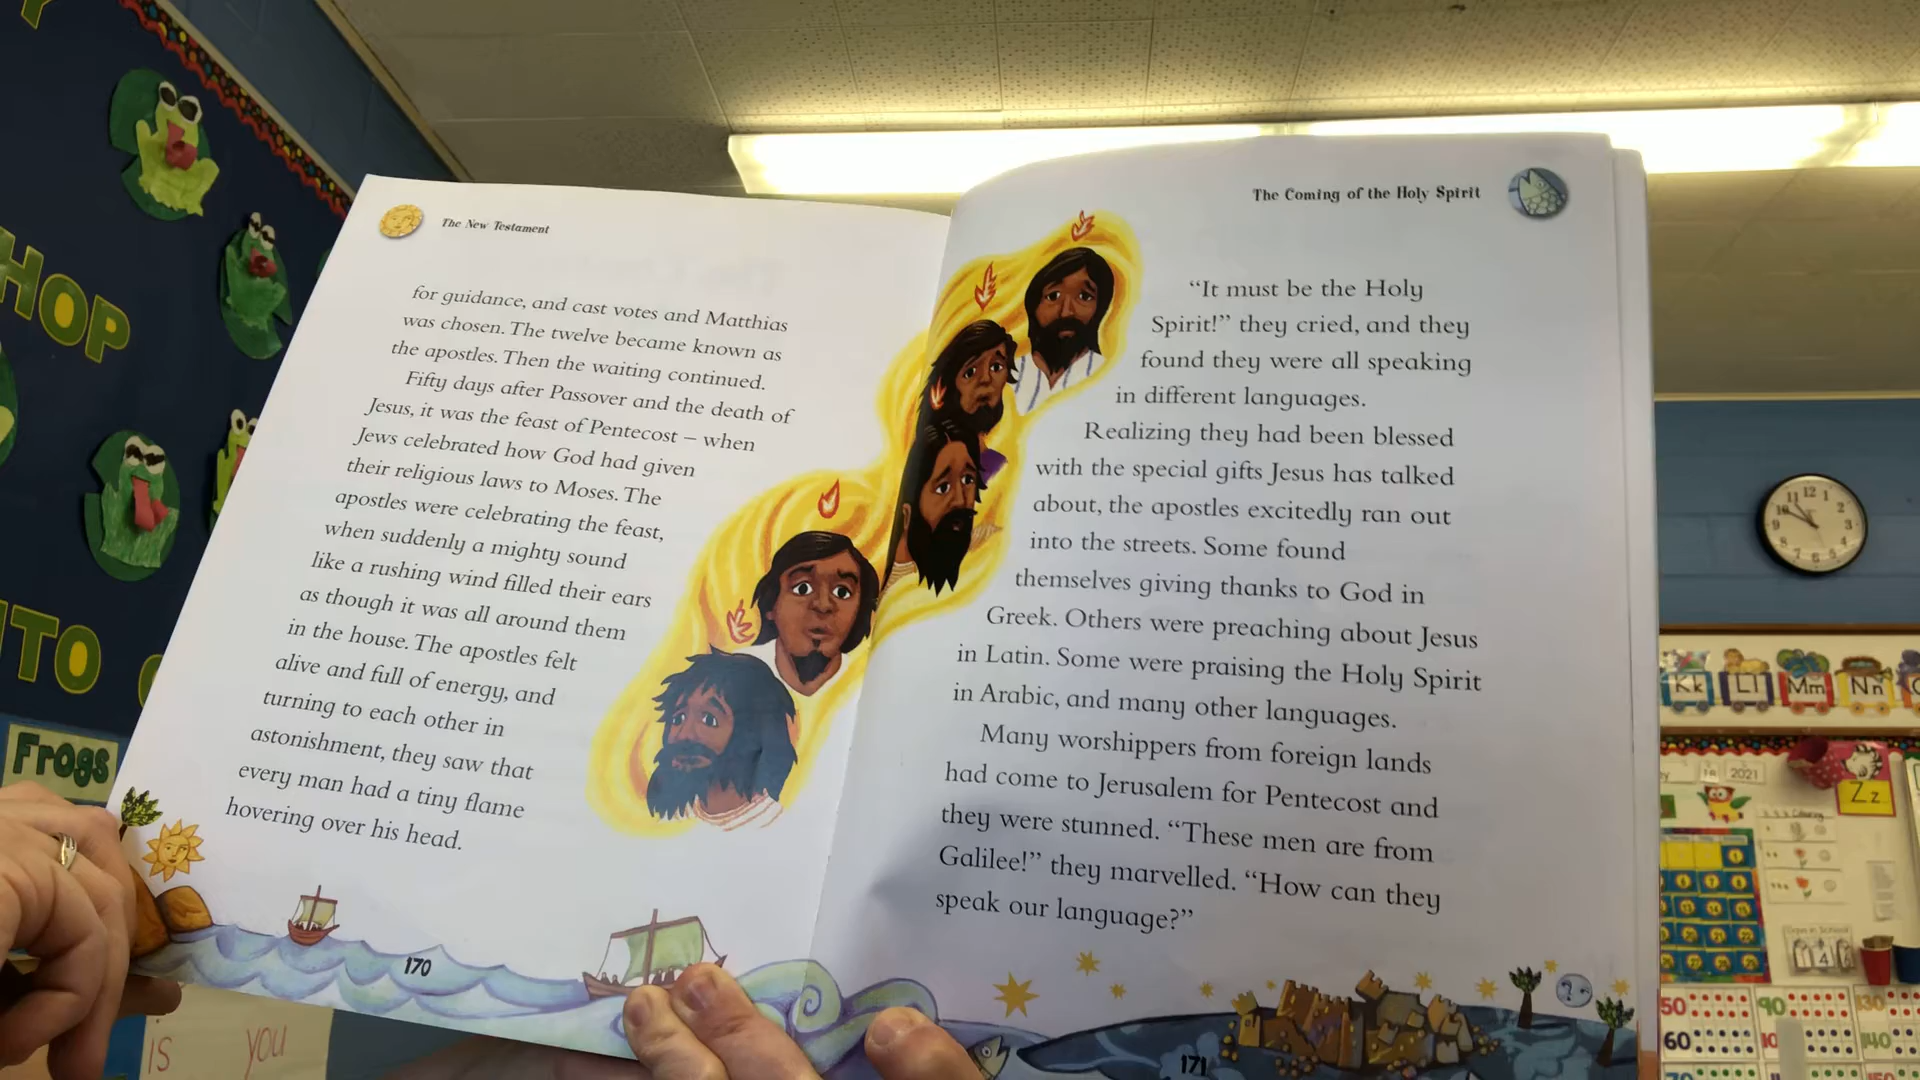 The New Testament
for guidance, and cast votes and Matthias
was chosen. The twelve became known as
the apostles. Then the waiting continued.
Fifty days after Passover and the death of
Jesus, it was the feast of Pentecost – when
Jews celebrated how God had given
their religious laws to Moses. The
apostles were celebrating the feast,
when suddenly a mighty sound
like a rushing wind filled their ears
as though it was all around them
in the house. The apostles felt
alive and full of energy, and
turning to each other in
astonishment, they saw that
every man had a tiny flame
hovering over his head.
170
The Coming of the Holy Spirit
“It must be the Holy
Spirit!” they cried, and they
found they were all speaking
in different languages.
Realizing they had been blessed
with the special gifts Jesus has talked
about, the apostles excitedly ran out
into the streets. Some found
themselves giving thanks to God in
Greek. Others were preaching about Jesus
in Latin. Some were praising the Holy Spirit
in Arabic, and many other languages.
Many worshippers from foreign lands
had come to Jerusalem for Pentecost and
they were stunned. “These men are from
Galilee!” they marvelled. “How can they
speak our language?”
171
HOP
Frogs
is you
12 1 2 3
Kk Ll Mm Nn
18 2021
Zz
50 90 130
60